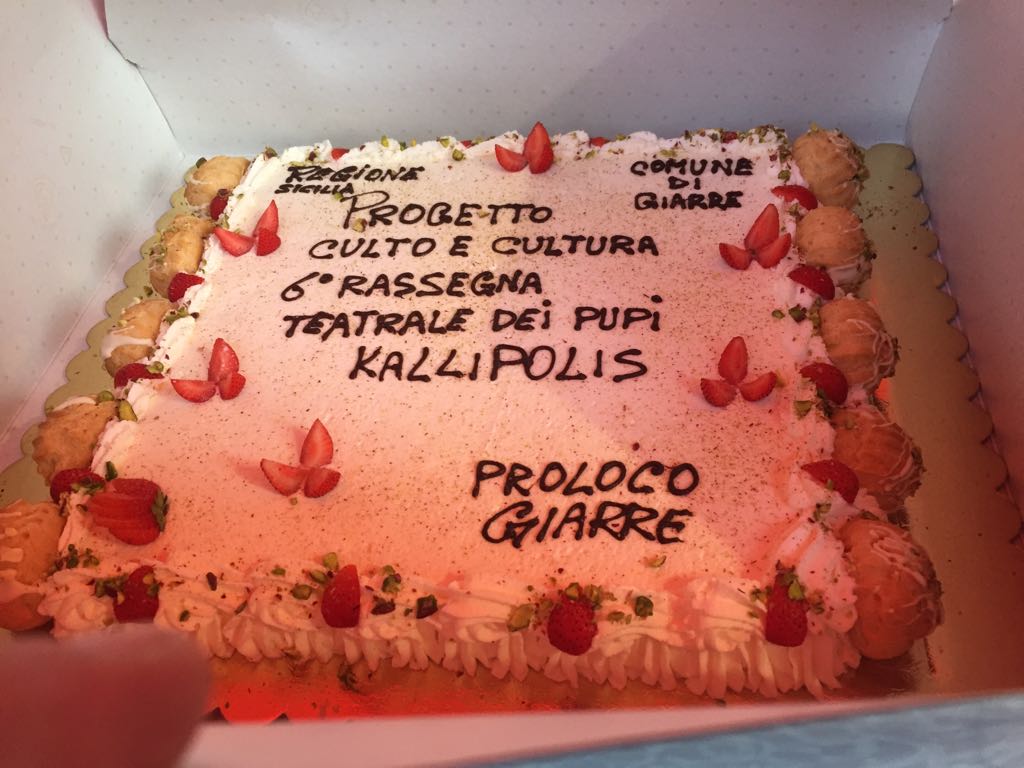 REGIONE
SICILIA
COMUNE
DI
GIARRE
PROGETTO
CULTO E CULTURA
6° RASSEGNA
TEATRALE DEI PUPI
KALLIPOLIS
PROLOCO
GIARRE